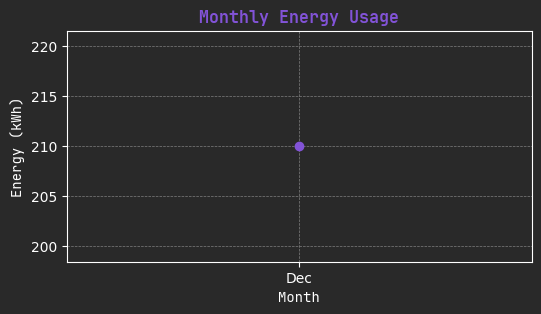 Monthly Energy Usage
220
215
210
205
200
Energy (kWh)
Dec
Month